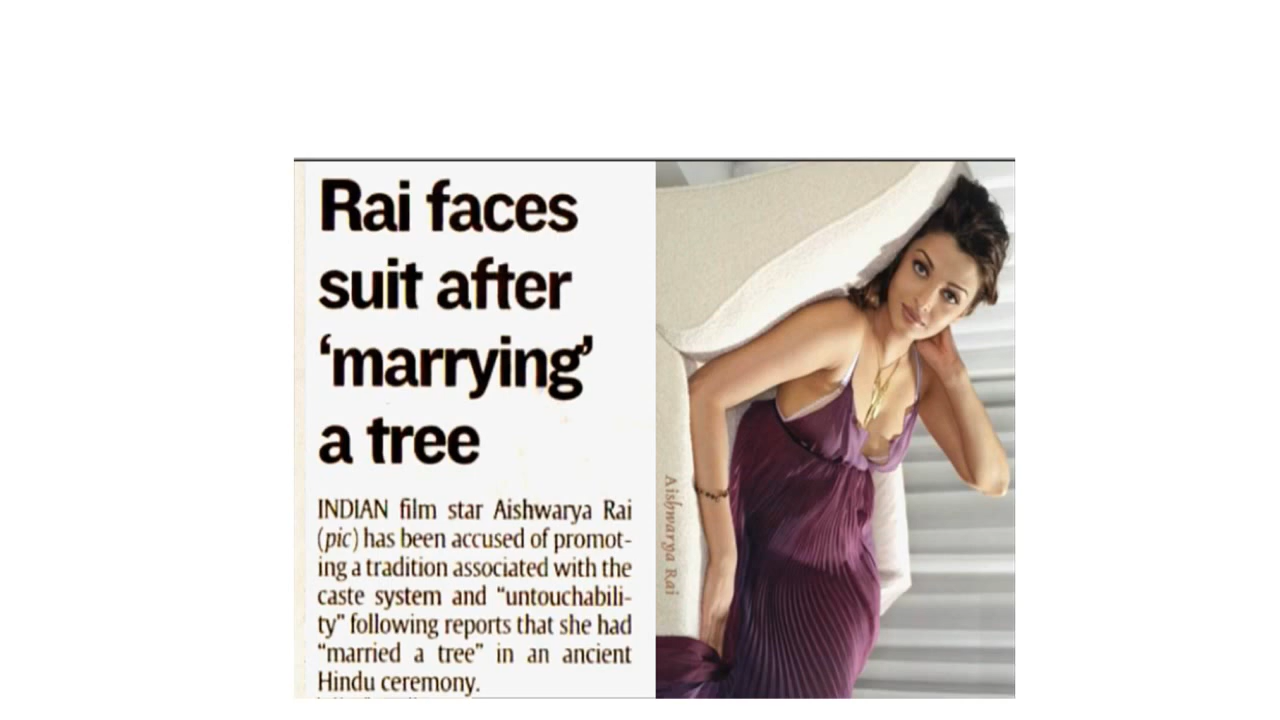 Rai faces
suit after
‘marrying’
a tree
INDIAN film star Aishwarya Rai
(pic) has been accused of promot-
ing a tradition associated with the
caste system and “untouchabili-
ty” following reports that she had
“married a tree” in an ancient
Hindu ceremony.
Aishwarya Rai